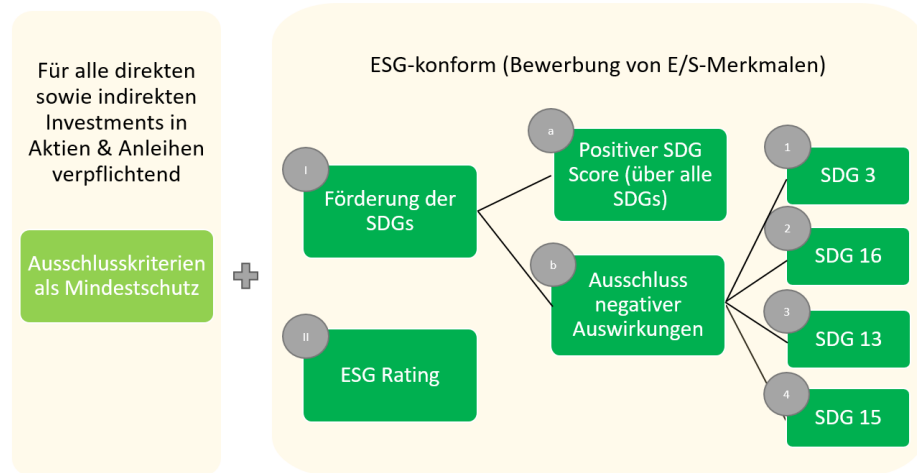 Für alle direkten
sowie indirekten
Investments in
Aktien & Anleihen
verpflichtend
Ausschlusskriterien
als Mindestschutz
ESG-konform (Bewerbung von E/S-Merkmalen)
I
Förderung der
SDGs
II
ESG Rating
a
Positiver SDG
Score (über alle
SDGs)
b
Ausschluss
negativer
Auswirkungen
1
SDG 3
2
SDG 16
3
SDG 13
4
SDG 15